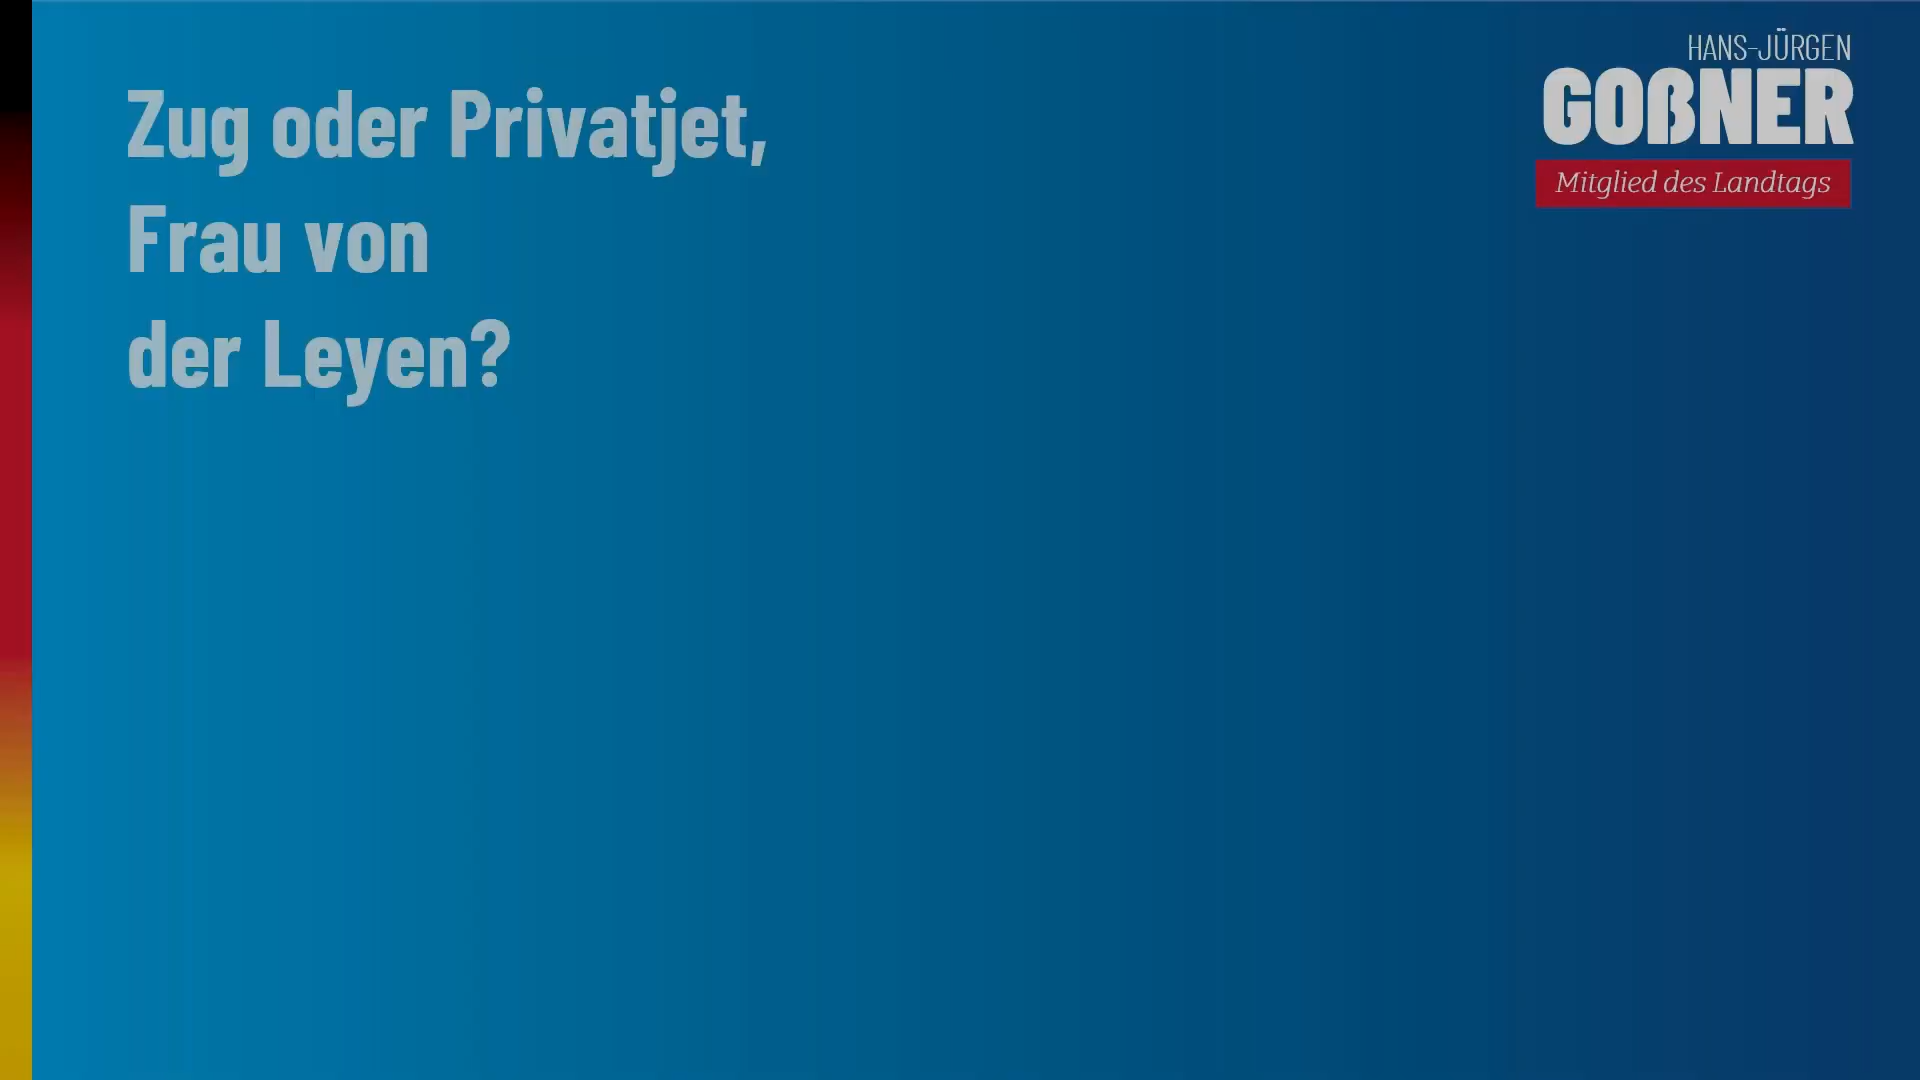 Zug oder Privatjet,
Frau von
der Leyen?
HANS-JÜRGEN
GOßNER
Mitglied des Landtags